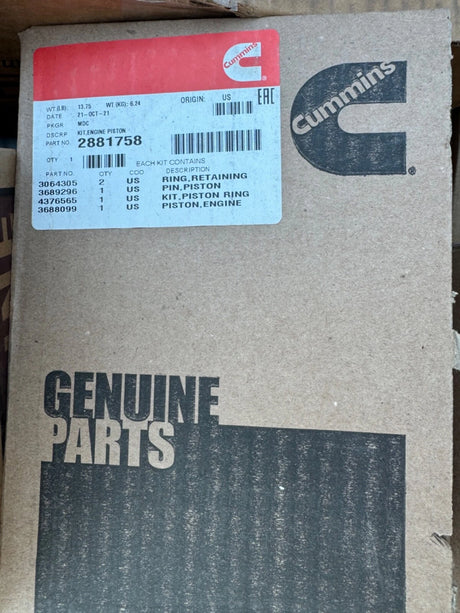 Cummins
Cummins
WT (LB): 13.75 WT (KG): 6.24
ORIGIN: US
EAC
DATE 21-OCT-21
PKGR MDC
DSCRP KIT,ENGINE PISTON
PART NO. 2881758
QTY 1
EACH KIT CONTAINS
PART NO. QTY COO DESCRIPTION
3064305 2 US RING,RETAINING
3689296 1 US PIN,PISTON
4376565 1 US KIT,PISTON RING
3688099 1 US PISTON,ENGINE
GENUINE
PARTS